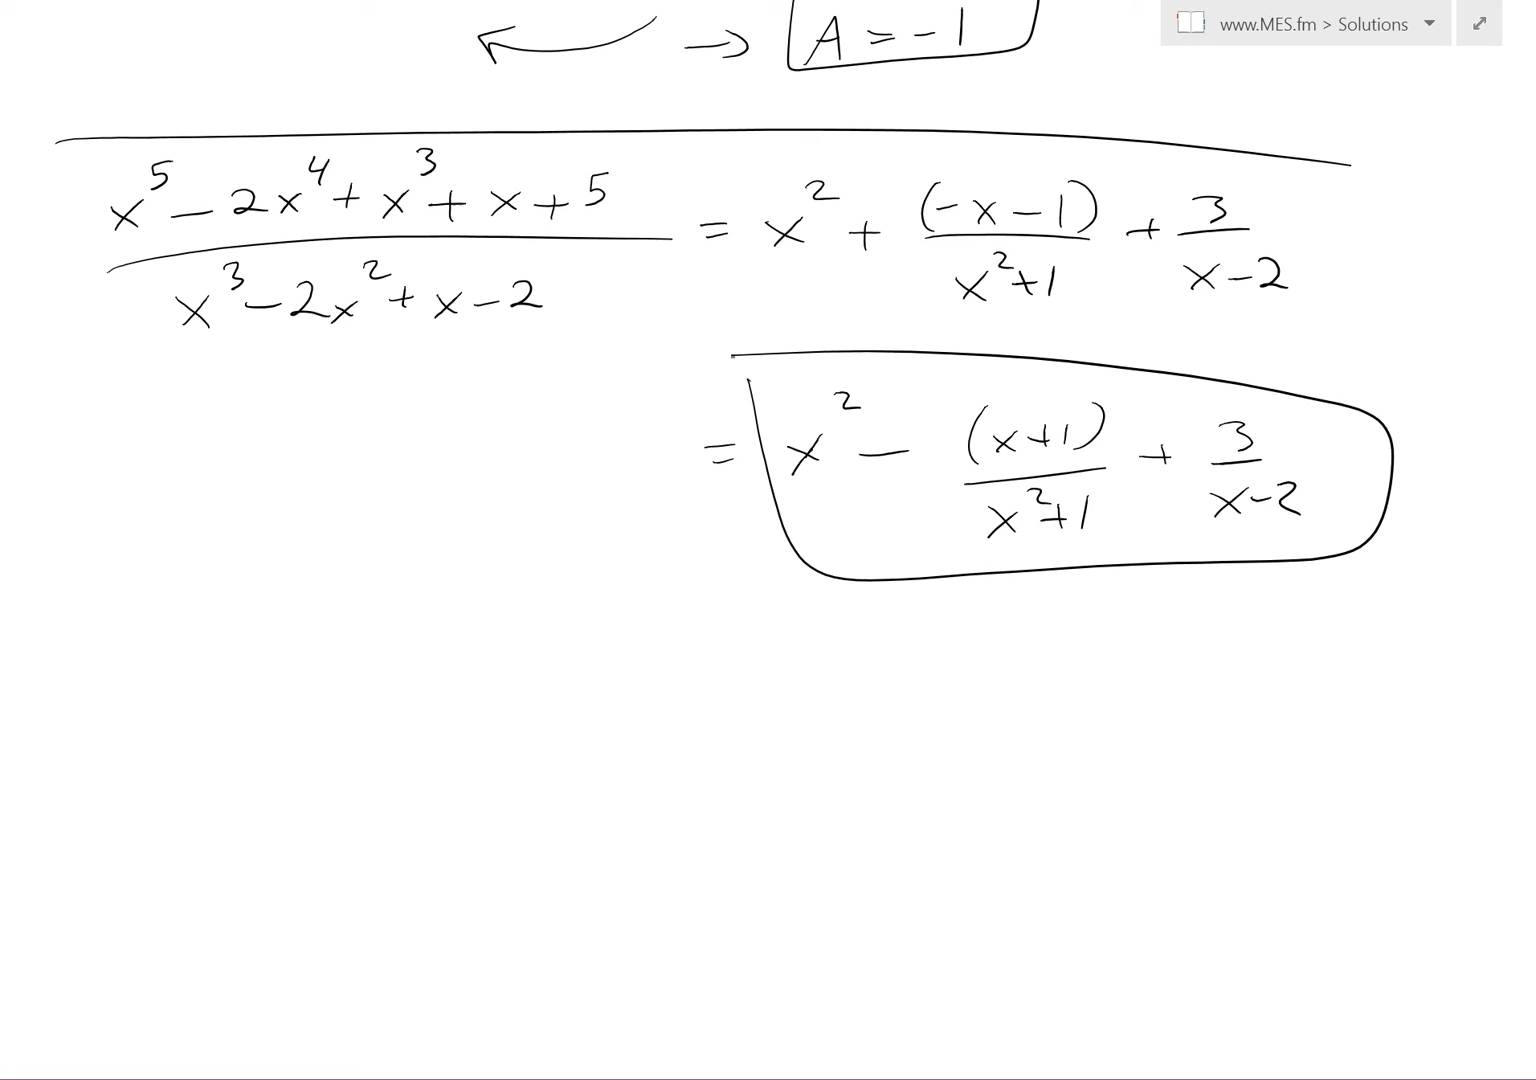 www.MES.fm > Solutions
→ A = -1
(x^5 - 2x^4 + x^3 + x + 5)/(x^3 - 2x^2 + x - 2) = x^2 + (-x - 1)/(x^2 + 1) + 3/(x - 2)
= x^2 - (x + 1)/(x^2 + 1) + 3/(x - 2)